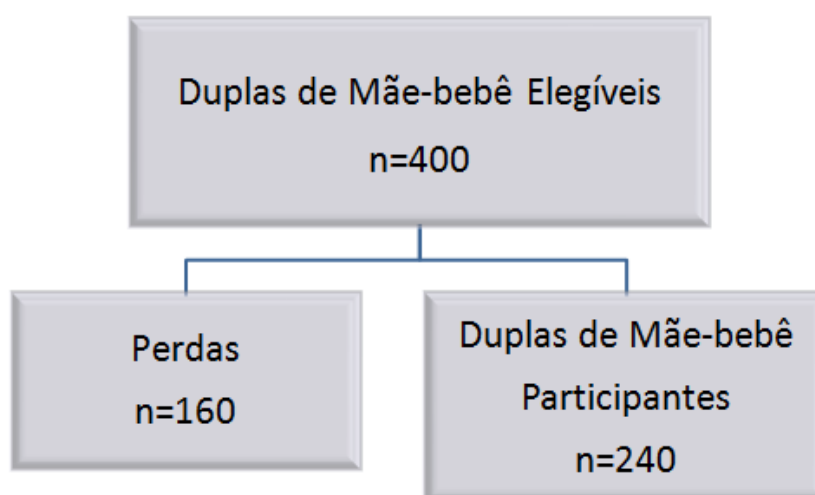 Duplas de Mãe-bebê Elegíveis
n=400
Perdas
n=160
Duplas de Mãe-bebê
Participantes
n=240